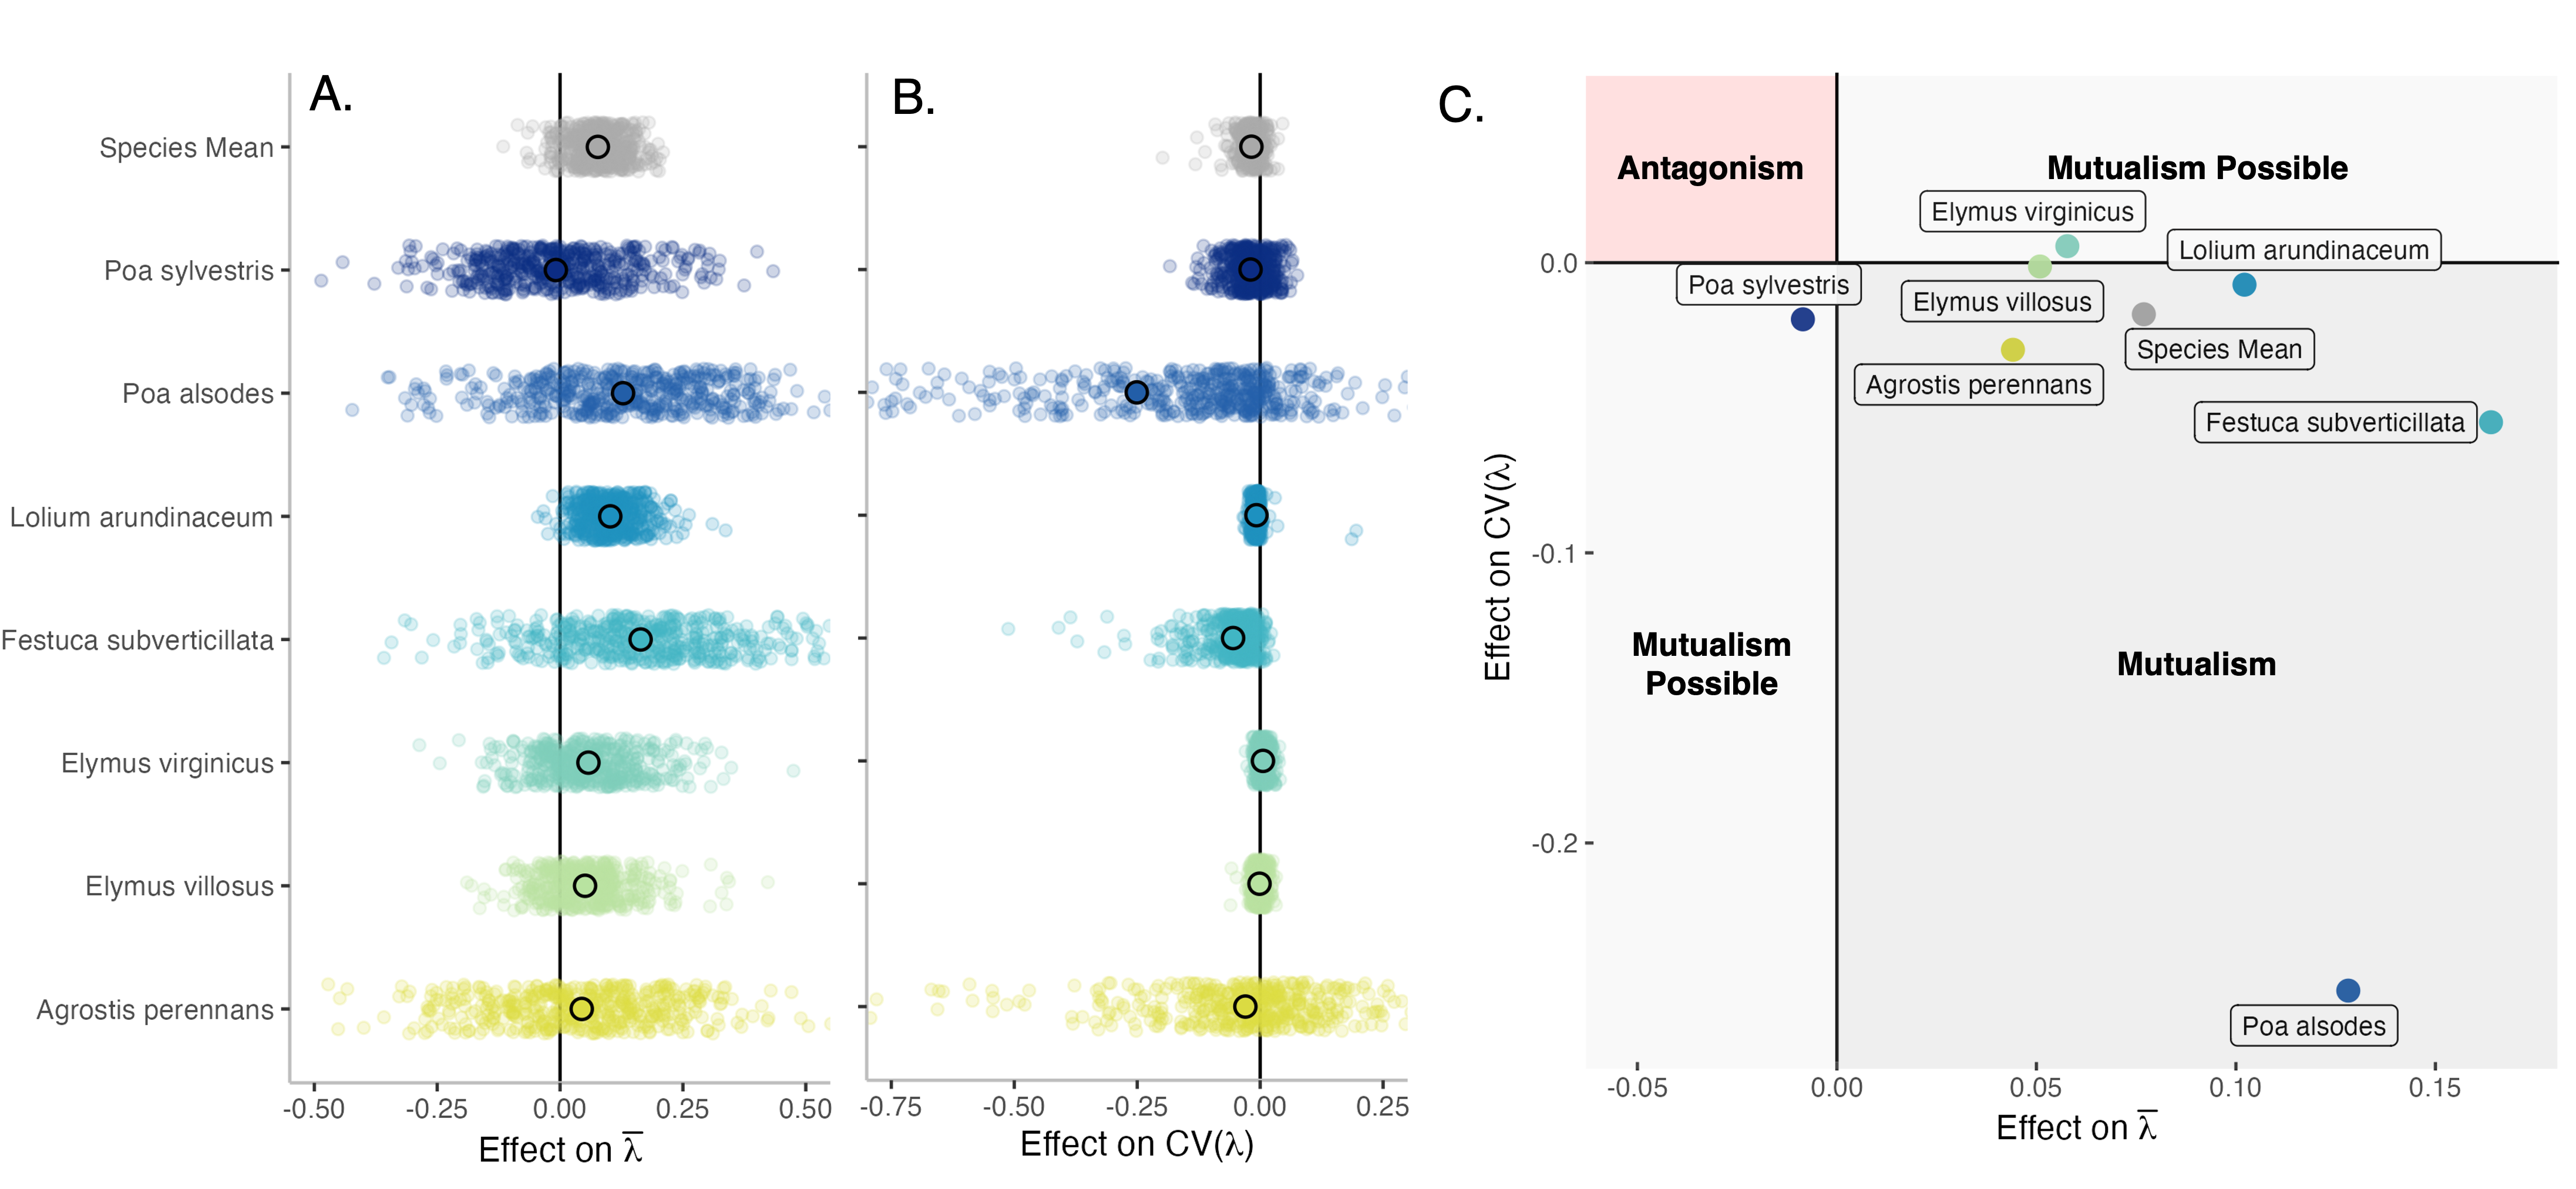 A.
Species Mean
Poa sylvestris
Poa alsodes
Lolium arundinaceum
Festuca subverticillata
Elymus virginicus
Elymus villosus
Agrostis perennans
-0.50 -0.25 0.00 0.25 0.50
Effect on λ̅
B.
-0.75 -0.50 -0.25 0.00 0.25
Effect on CV(λ)
C.
Antagonism
Mutualism Possible
Elymus virginicus
Lolium arundinaceum
Poa sylvestris
Elymus villosus
Species Mean
Agrostis perennans
Festuca subverticillata
Mutualism
Possible
Mutualism
Poa alsodes
0.0
-0.1
-0.2
Effect on CV(λ)
-0.05 0.00 0.05 0.10 0.15
Effect on λ̅